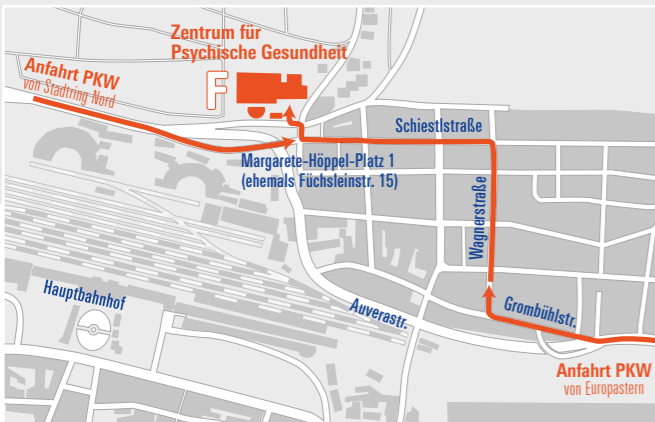 Zentrum für
Psychische Gesundheit
Anfahrt PKW
von Stadtring Nord
F
Schiestlstraße
Margarete-Höppel-Platz 1
(ehemals Füchsleinstr. 15)
Wagnerstraße
Hauptbahnhof
Auverastr.
Grombühlstr.
Anfahrt PKW
von Europastern